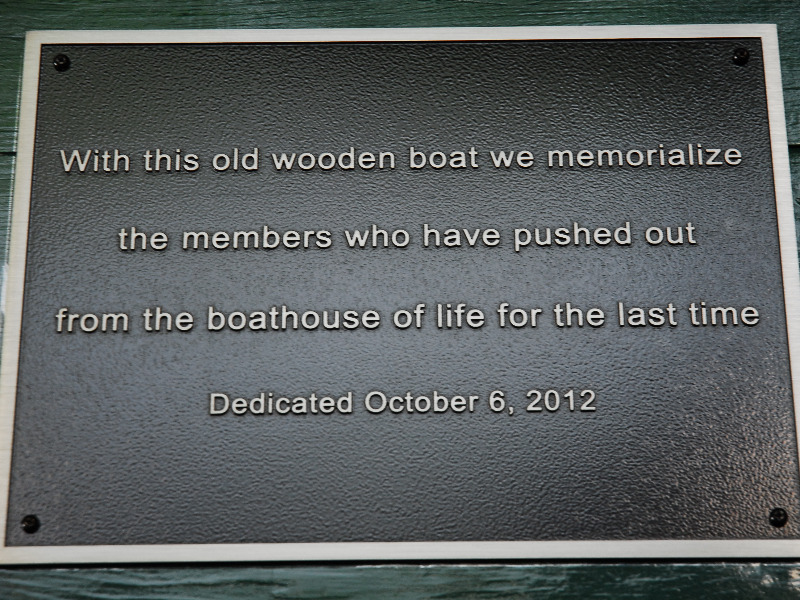 With this old wooden boat we memorialize
the members who have pushed out
from the boathouse of life for the last time
Dedicated October 6, 2012